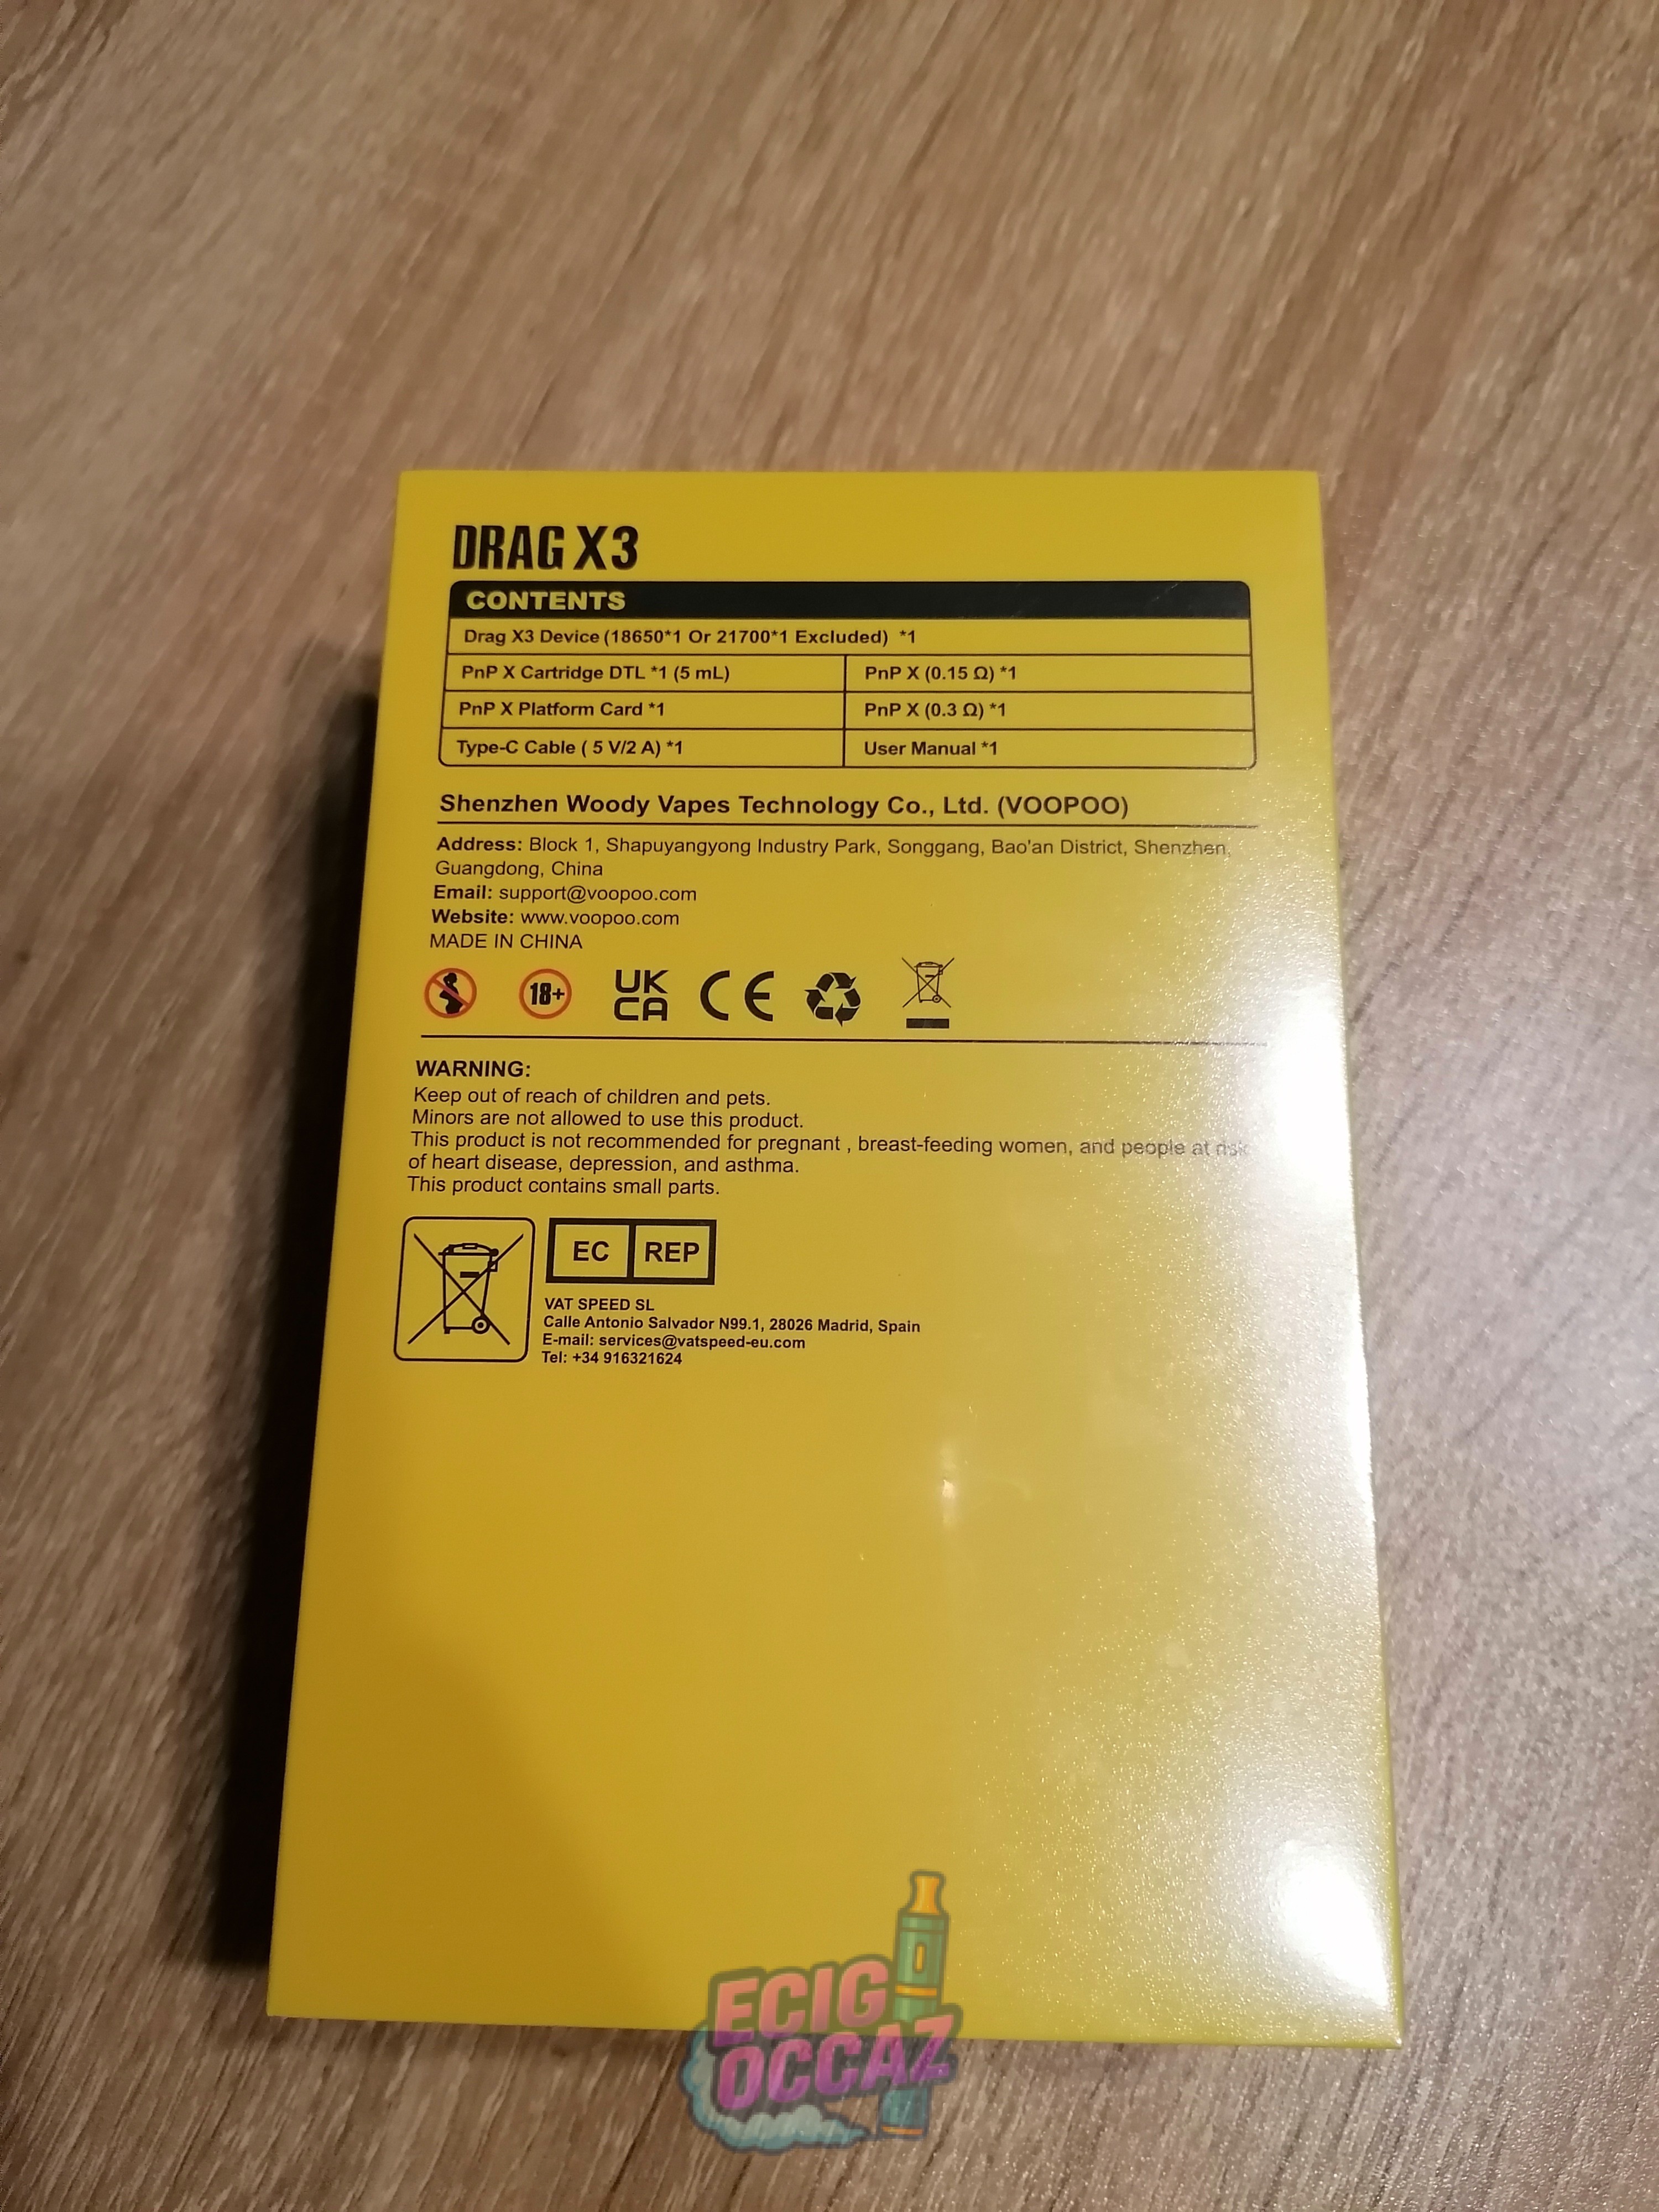 DRAG X3
CONTENTS
Drag X3 Device (18650*1 Or 21700*1 Excluded) *1
PnP X Cartridge DTL *1 (5 mL)
PnP X (0.15 Ω) *1
PnP X Platform Card *1
PnP X (0.3 Ω) *1
Type-C Cable ( 5 V/2 A) *1
User Manual *1
Shenzhen Woody Vapes Technology Co., Ltd. (VOOPOO)
Address: Block 1, Shapuyangyong Industry Park, Songgang, Bao'an District, Shenzhen,
Guangdong, China
Email: support@voopoo.com
Website: www.voopoo.com
MADE IN CHINA
18+
UK
CA
CE
WARNING:
Keep out of reach of children and pets.
Minors are not allowed to use this product.
This product is not recommended for pregnant , breast-feeding women, and people at risk
of heart disease, depression, and asthma.
This product contains small parts.
EC REP
VAT SPEED SL
Calle Antonio Salvador N99.1, 28026 Madrid, Spain
E-mail: services@vatspeed-eu.com
Tel: +34 916321624
ECIG
OCCAZ